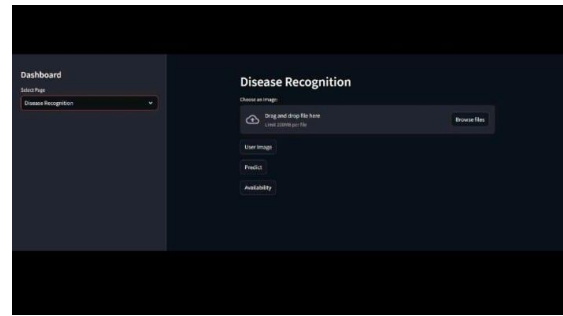 Dashboard
Select Page
Disease Recognition
Disease Recognition
Choose an image:
Drag and drop file here
Limit 200MB per file
Browse files
User Image
Predict
Availability